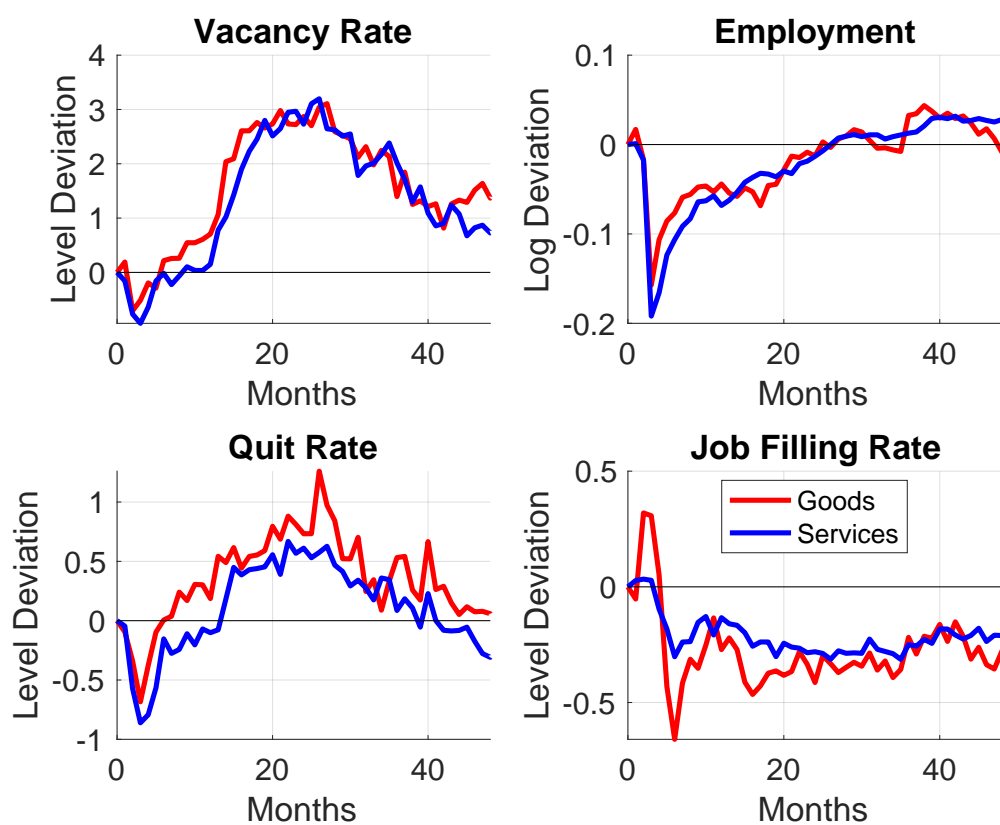 Vacancy Rate
Level Deviation
4
3
2
1
0
0
20
40
Months
Employment
Log Deviation
0.1
0
-0.1
-0.2
0
20
40
Months
Quit Rate
Level Deviation
1
0.5
0
-0.5
-1
0
20
40
Months
Job Filling Rate
Level Deviation
0.5
0
-0.5
Goods
Services
0
20
40
Months